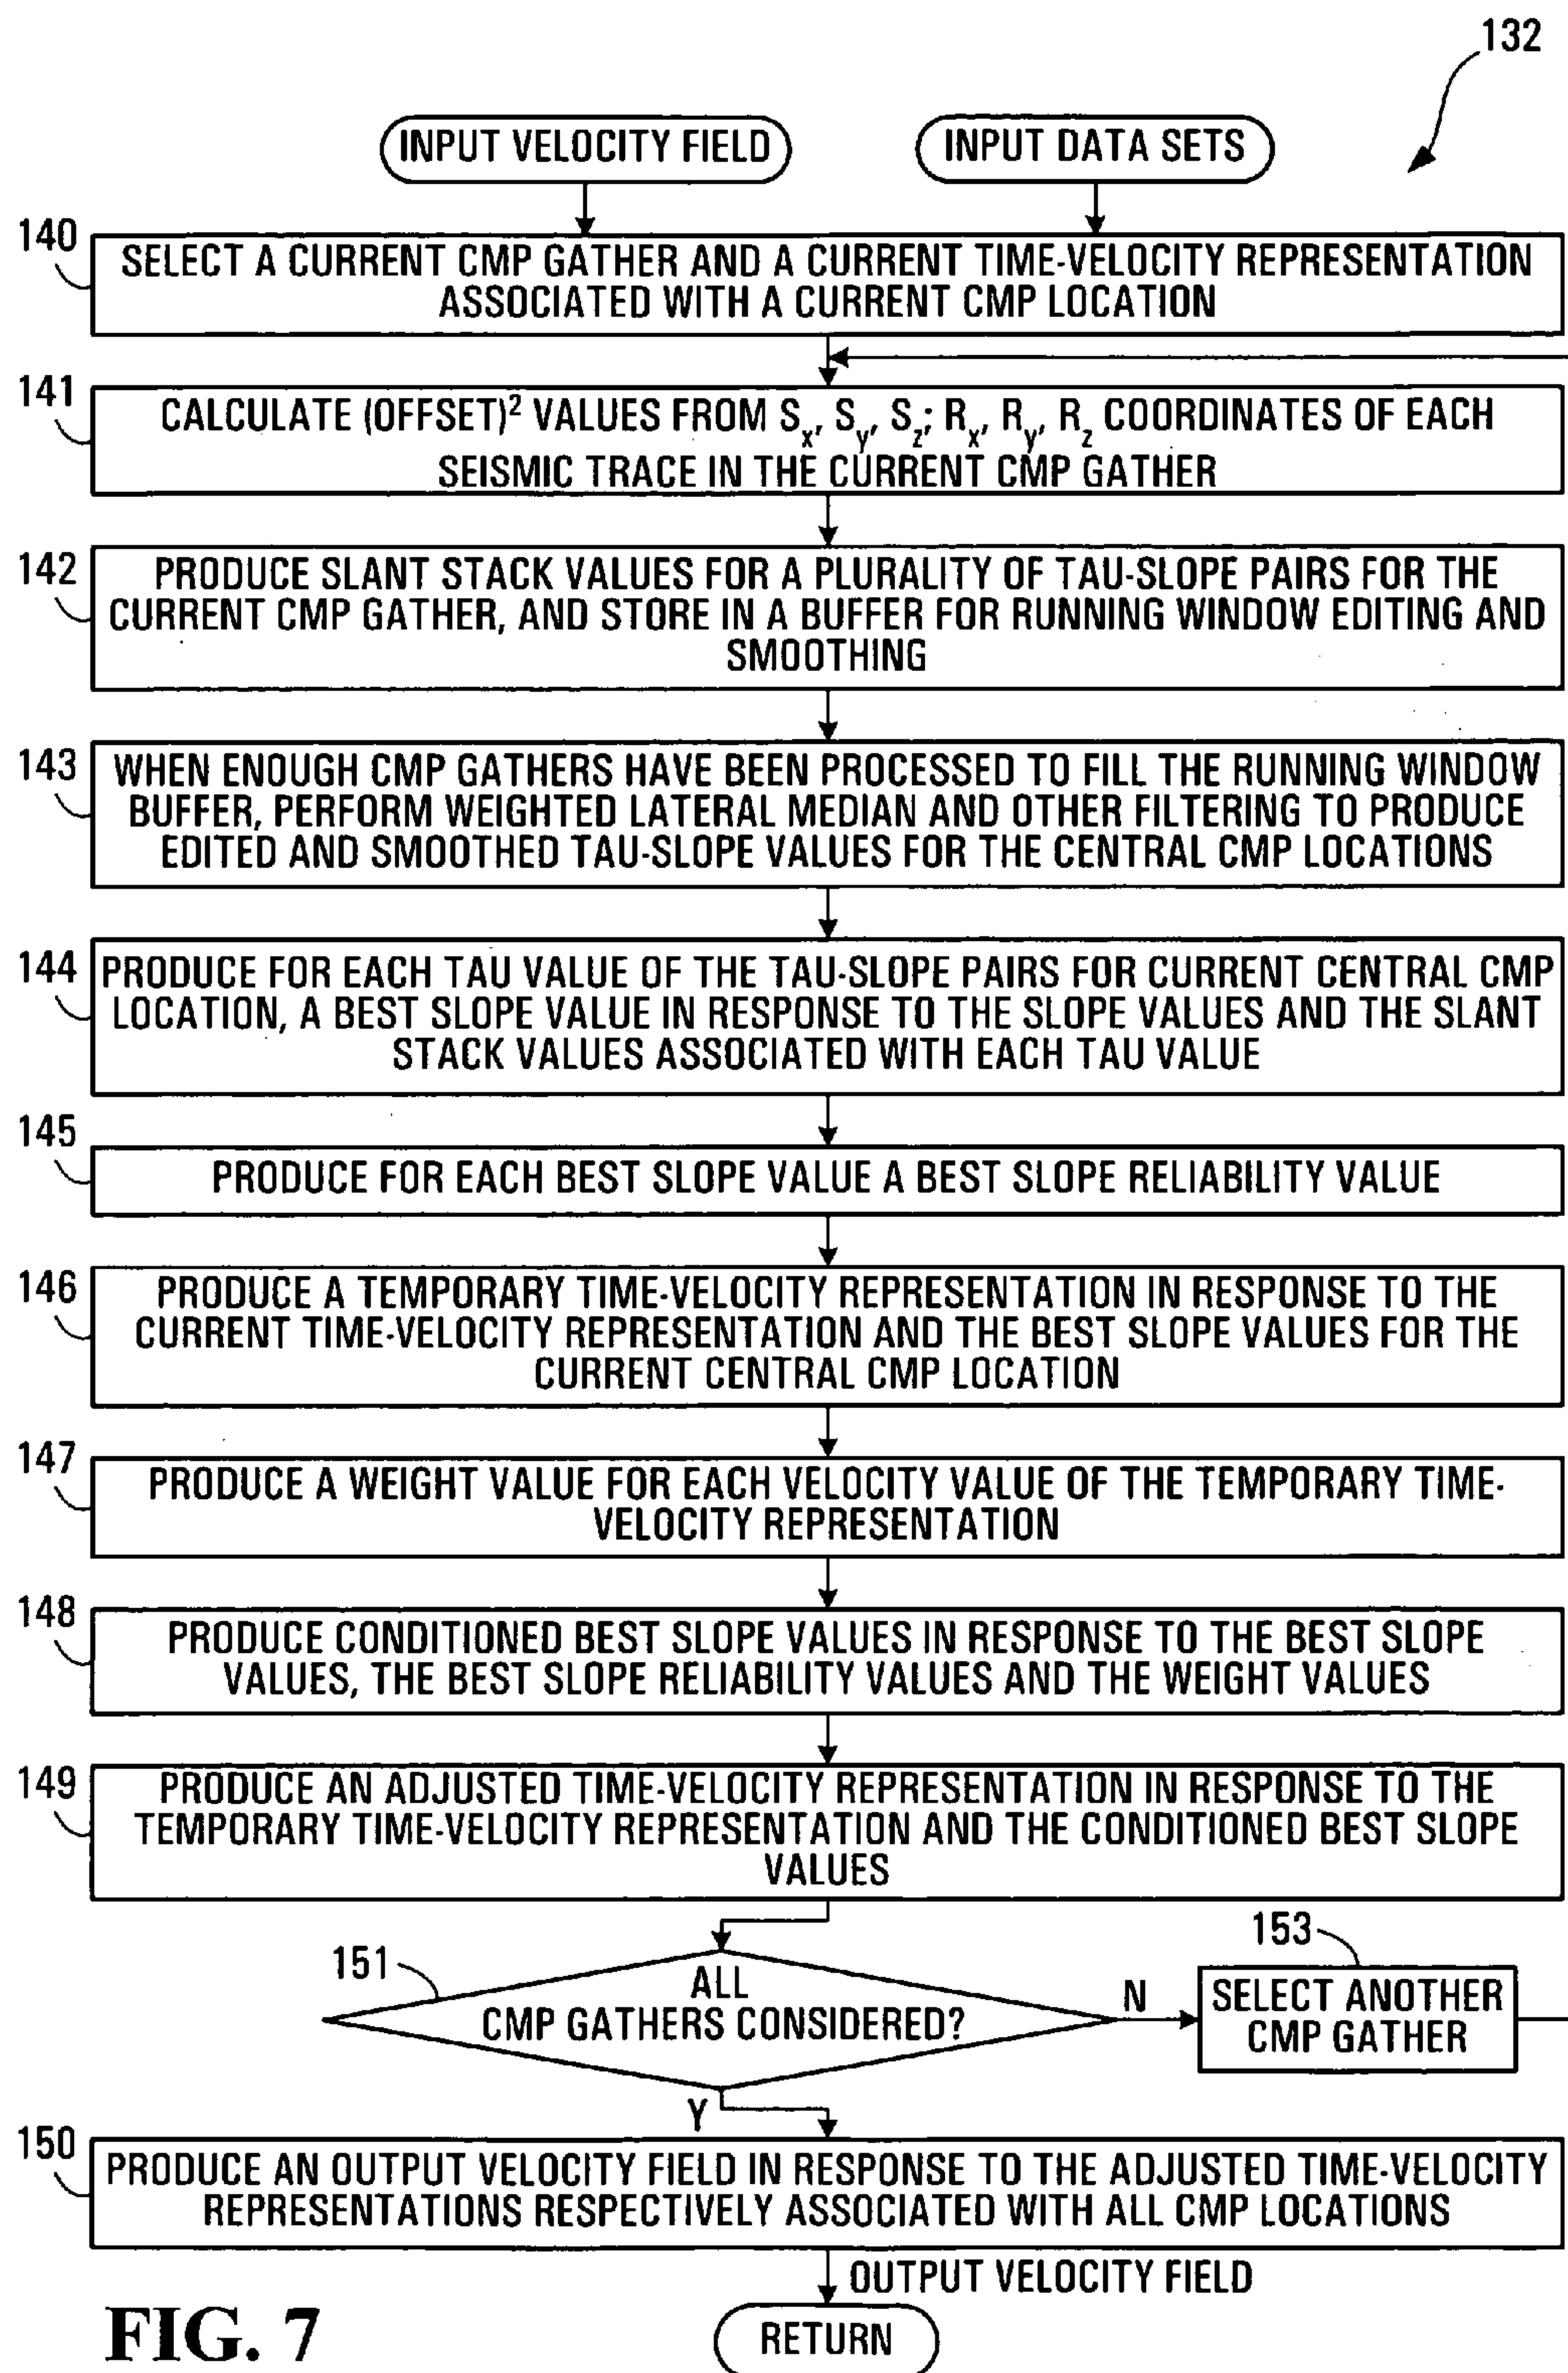 132
INPUT VELOCITY FIELD
INPUT DATA SETS
140
SELECT A CURRENT CMP GATHER AND A CURRENT TIME-VELOCITY REPRESENTATION
ASSOCIATED WITH A CURRENT CMP LOCATION
141
CALCULATE (OFFSET)² VALUES FROM Sx, Sy, Sz; Rx, Ry, Rz COORDINATES OF EACH
SEISMIC TRACE IN THE CURRENT CMP GATHER
142
PRODUCE SLANT STACK VALUES FOR A PLURALITY OF TAU-SLOPE PAIRS FOR THE
CURRENT CMP GATHER, AND STORE IN A BUFFER FOR RUNNING WINDOW EDITING AND
SMOOTHING
143
WHEN ENOUGH CMP GATHERS HAVE BEEN PROCESSED TO FILL THE RUNNING WINDOW
BUFFER, PERFORM WEIGHTED LATERAL MEDIAN AND OTHER FILTERING TO PRODUCE
EDITED AND SMOOTHED TAU-SLOPE VALUES FOR THE CENTRAL CMP LOCATIONS
144
PRODUCE FOR EACH TAU VALUE OF THE TAU-SLOPE PAIRS FOR CURRENT CENTRAL CMP
LOCATION, A BEST SLOPE VALUE IN RESPONSE TO THE SLOPE VALUES AND THE SLANT
STACK VALUES ASSOCIATED WITH EACH TAU VALUE
145
PRODUCE FOR EACH BEST SLOPE VALUE A BEST SLOPE RELIABILITY VALUE
146
PRODUCE A TEMPORARY TIME-VELOCITY REPRESENTATION IN RESPONSE TO THE
CURRENT TIME-VELOCITY REPRESENTATION AND THE BEST SLOPE VALUES FOR THE
CURRENT CENTRAL CMP LOCATION
147
PRODUCE A WEIGHT VALUE FOR EACH VELOCITY VALUE OF THE TEMPORARY TIME-
VELOCITY REPRESENTATION
148
PRODUCE CONDITIONED BEST SLOPE VALUES IN RESPONSE TO THE BEST SLOPE
VALUES, THE BEST SLOPE RELIABILITY VALUES AND THE WEIGHT VALUES
149
PRODUCE AN ADJUSTED TIME-VELOCITY REPRESENTATION IN RESPONSE TO THE
TEMPORARY TIME-VELOCITY REPRESENTATION AND THE CONDITIONED BEST SLOPE
VALUES
151
ALL
CMP GATHERS CONSIDERED?
N
153
SELECT ANOTHER
CMP GATHER
Y
150
PRODUCE AN OUTPUT VELOCITY FIELD IN RESPONSE TO THE ADJUSTED TIME-VELOCITY
REPRESENTATIONS RESPECTIVELY ASSOCIATED WITH ALL CMP LOCATIONS
OUTPUT VELOCITY FIELD
RETURN
FIG. 7